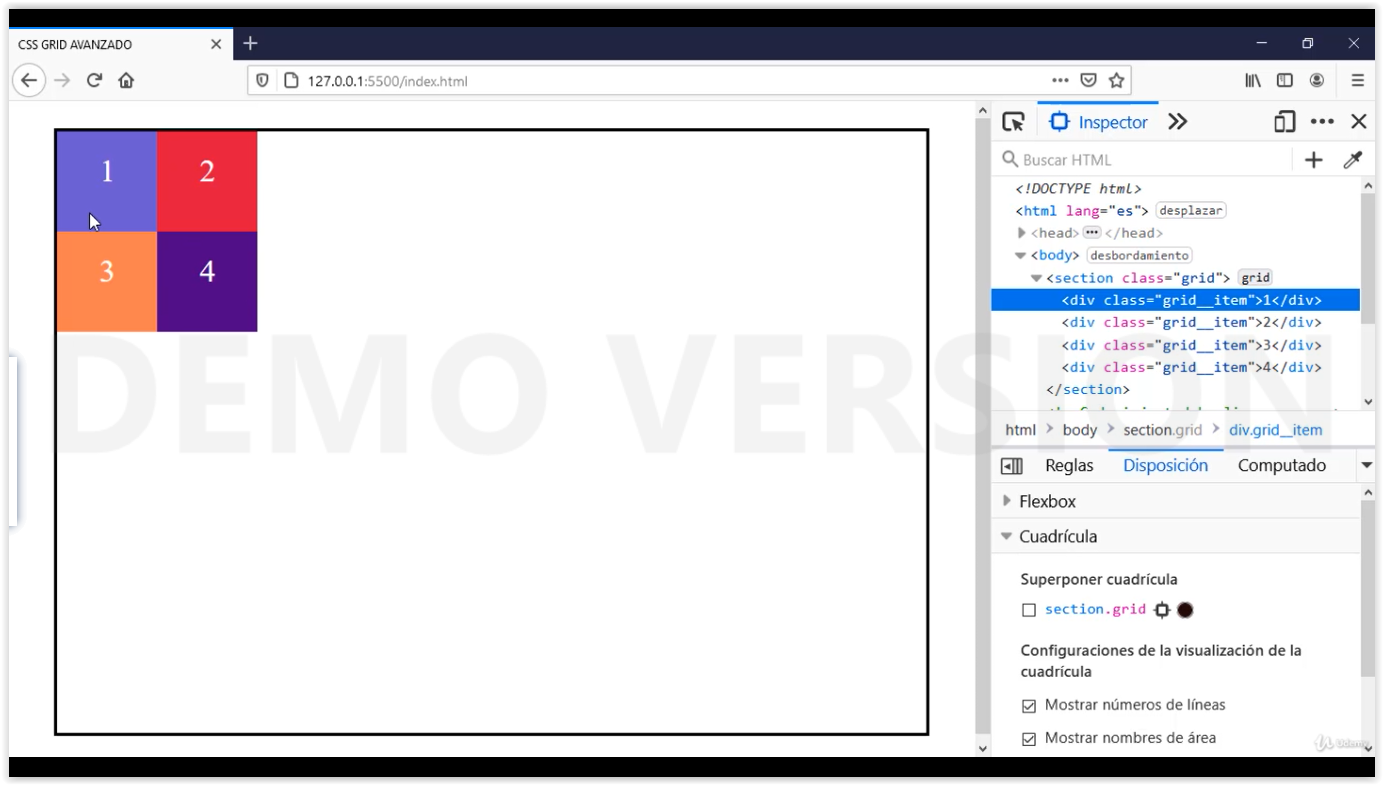 CSS GRID AVANZADO
127.0.0.1:5500/index.html
1 2
3 4
DEMO VERSION
Inspector
Buscar HTML
<!DOCTYPE html>
<html lang="es"> desplazar
<head> ••• </head>
<body> desbordamiento
<section class="grid"> grid
<div class="grid__item">1</div>
<div class="grid__item">2</div>
<div class="grid__item">3</div>
<div class="grid__item">4</div>
</section>
html > body > section.grid > div.grid__item
Reglas Disposición Computado
Flexbox
Cuadrícula
Superponer cuadrícula
section.grid
Configuraciones de la visualización de la
cuadrícula
Mostrar números de líneas
Mostrar nombres de área
Udemy